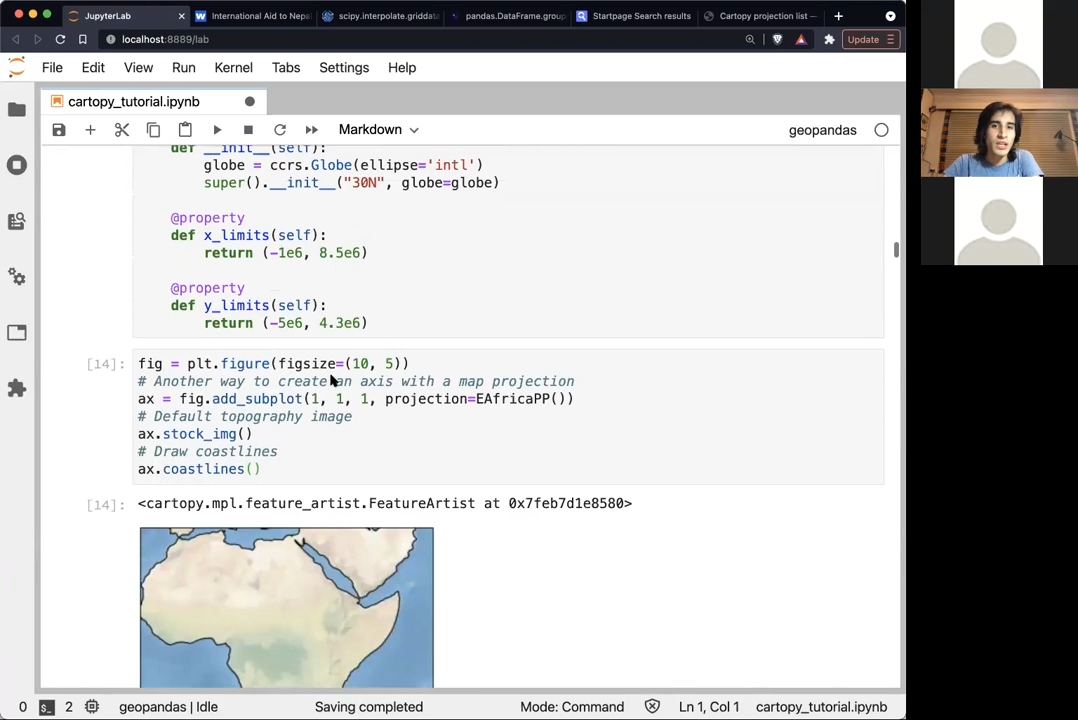 JupyterLab
International Aid to Nepa
scipy.interpolate.griddat
pandas.DataFrame.group
Startpage Search results
Cartopy projection list —
localhost:8889/lab
Update
File Edit View Run Kernel Tabs Settings Help
cartopy_tutorial.ipynb
Markdown
geopandas
def __init__(self):
globe = ccrs.Globe(ellipse='intl')
super().__init__("30N", globe=globe)
@property
def x_limits(self):
return (-1e6, 8.5e6)
@property
def y_limits(self):
return (-5e6, 4.3e6)
[14]: fig = plt.figure(figsize=(10, 5))
# Another way to create an axis with a map projection
ax = fig.add_subplot(1, 1, 1, projection=EAfricaPP())
# Default topography image
ax.stock_img()
# Draw coastlines
ax.coastlines()
[14]: <cartopy.mpl.feature_artist.FeatureArtist at 0x7feb7d1e8580>
0 $_ 2 geopandas | Idle Saving completed Mode: Command Ln 1, Col 1 cartopy_tutorial.ipynb